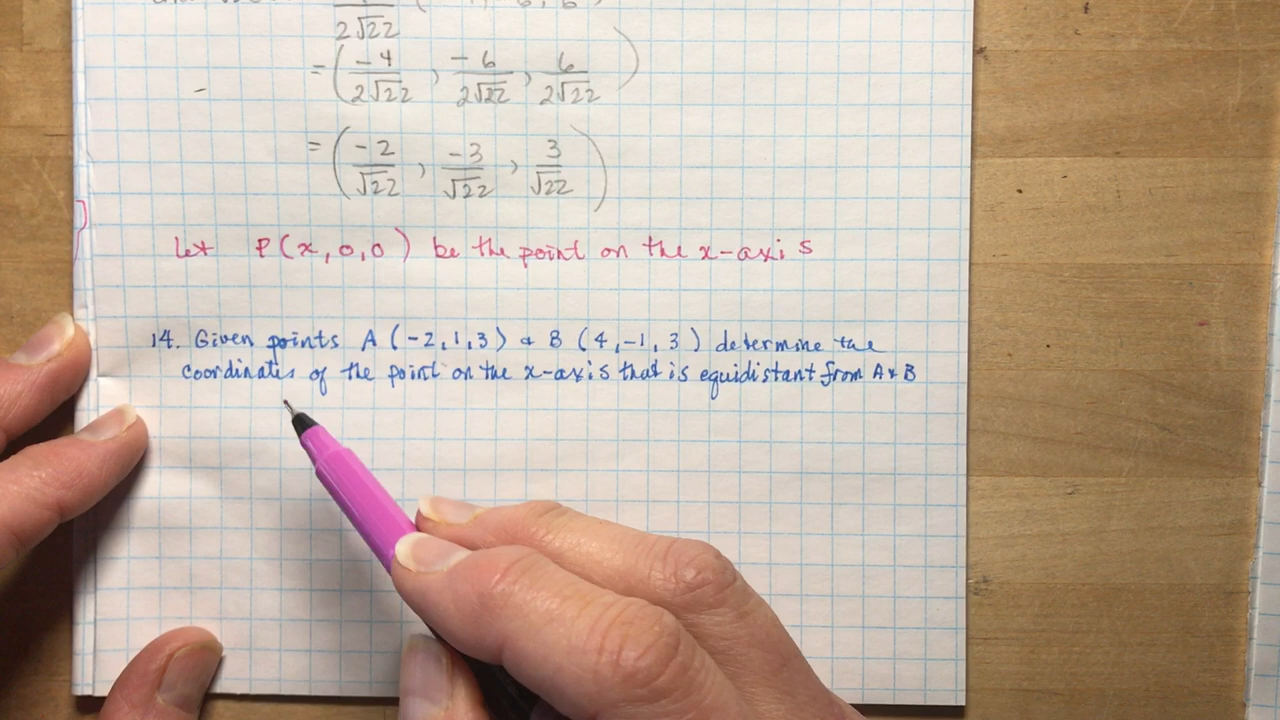 2√22
= (-4/2√22, -6/2√22, 6/2√22)
= (-2/√22, -3/√22, 3/√22)
Let P(x,0,0) be the point on the x-axis
14. Given points A (-2,1,3) & B (4,-1,3) determine the
coordinates of the point on the x-axis that is equidistant from A & B